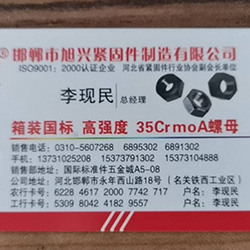 邯郸市旭兴紧固件制造有限公司
ISO9001：2000认证企业 河北省紧固件行业协会副会长单位
李现民 总经理
箱装国标 高强度 35CrmoA螺母
销售电话：0310-5607268 6895302 6891302
手机：13731025208 15373791302 15373104888
销售部地址：国际标准件五金城A5-08
地址：河北邯郸市永年西山路18号（名关铁西工业区）
农行卡号：6228 4617 2000 7742 717 户名：李现民
工行卡号：5309 8042 4192 9557 户名：李现民